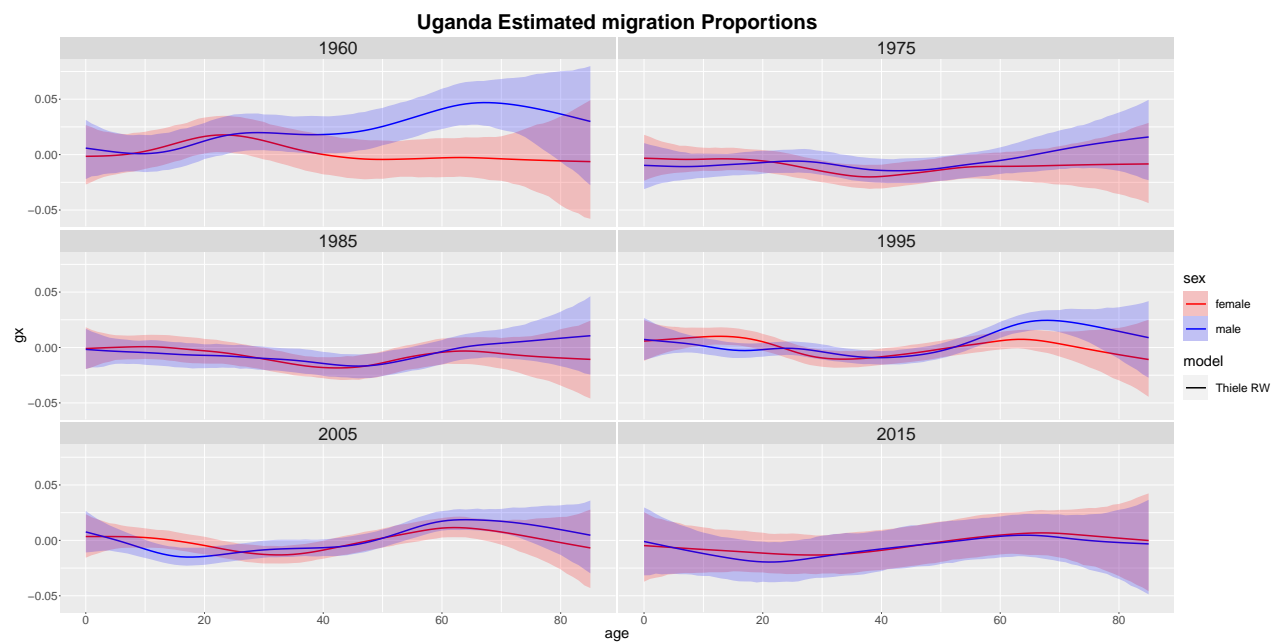 Uganda Estimated migration Proportions
1960
1975
0.05
0.00
−0.05
1985
1995
0.05
0.00
−0.05
2005
2015
0.05
0.00
−0.05
0 20 40 60 80
0 20 40 60 80
age
gx
sex
female
male
model
Thiele RW